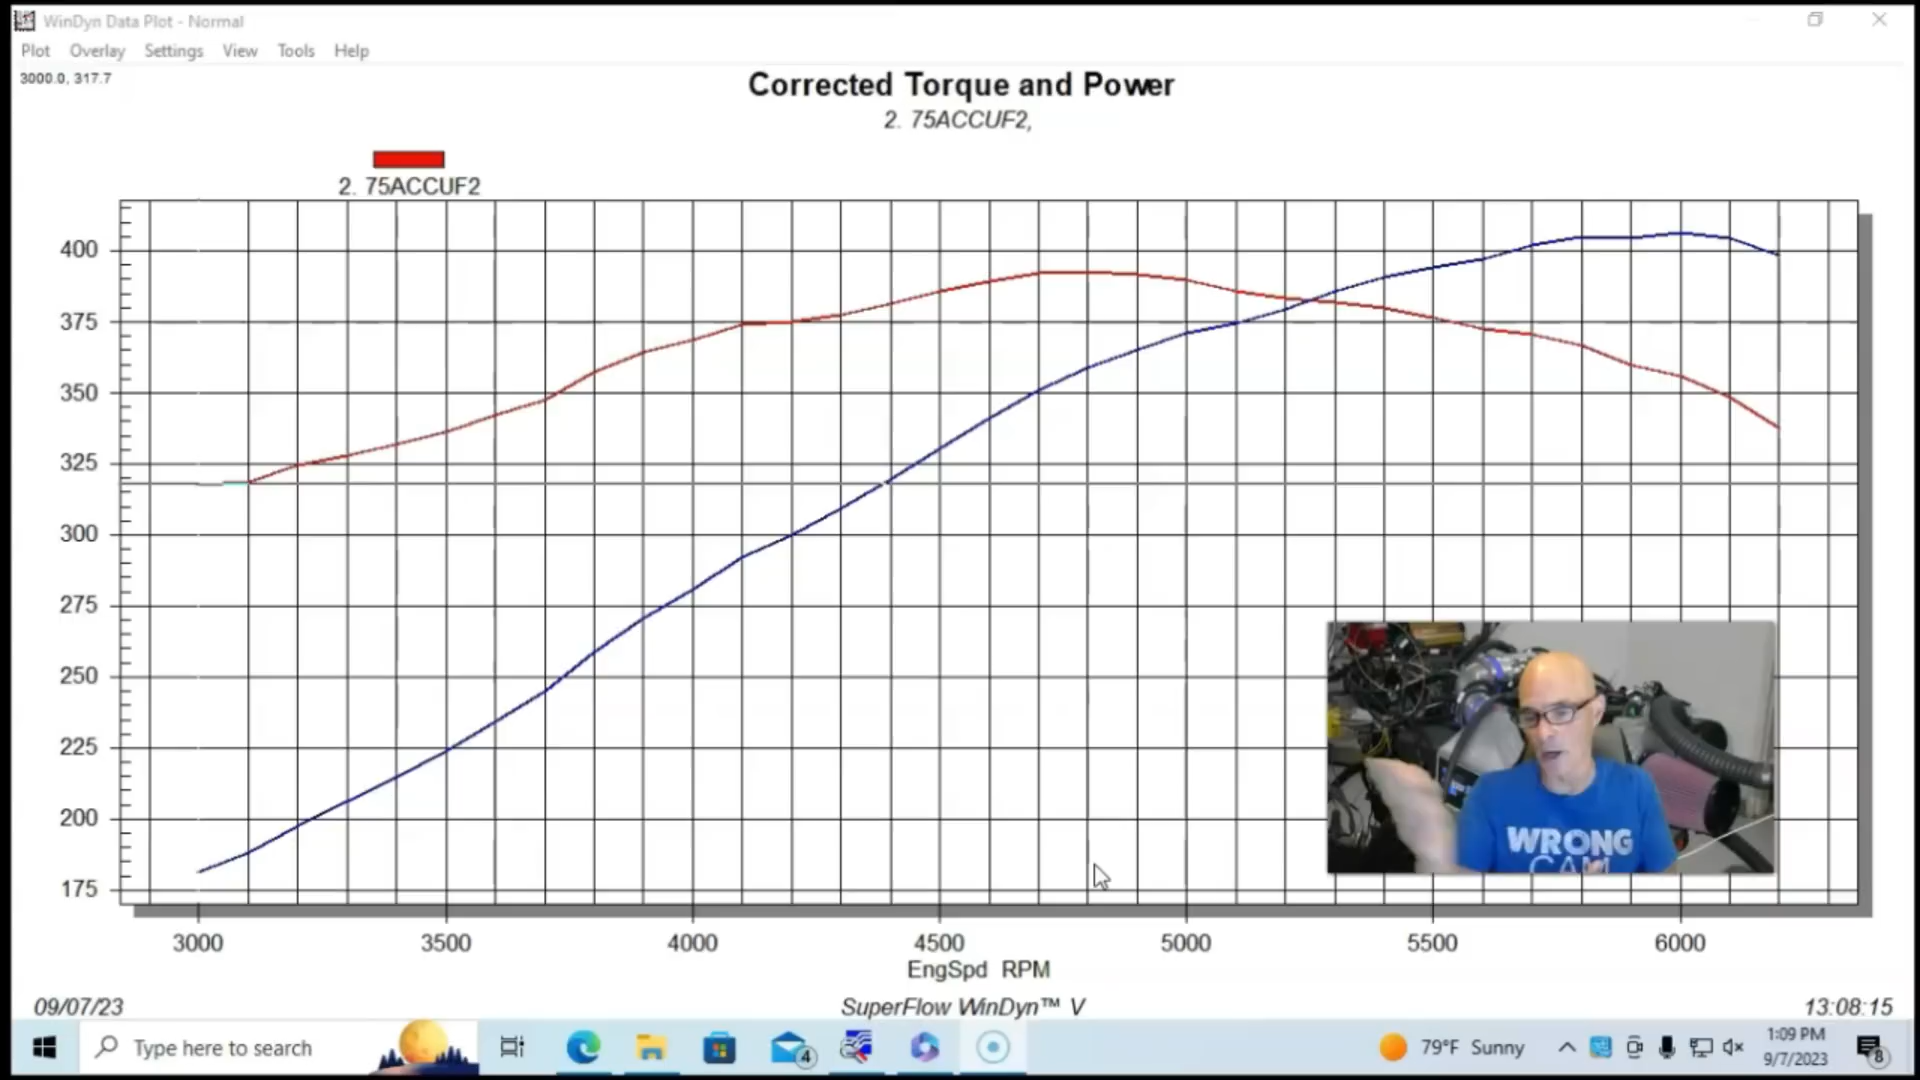 WinDyn Data Plot - Normal
Plot Overlay Settings View Tools Help
3000.0, 317.7
Corrected Torque and Power
2. 75ACCUF2,
2. 75ACCUF2
400
375
350
325
300
275
250
225
200
175
WRONG
CAM
3000 3500 4000 4500 5000 5500 6000
EngSpd RPM
09/07/23 SuperFlow WinDyn™ V 13:08:15
Type here to search 4 79°F Sunny 1:09 PM
9/7/2023 8